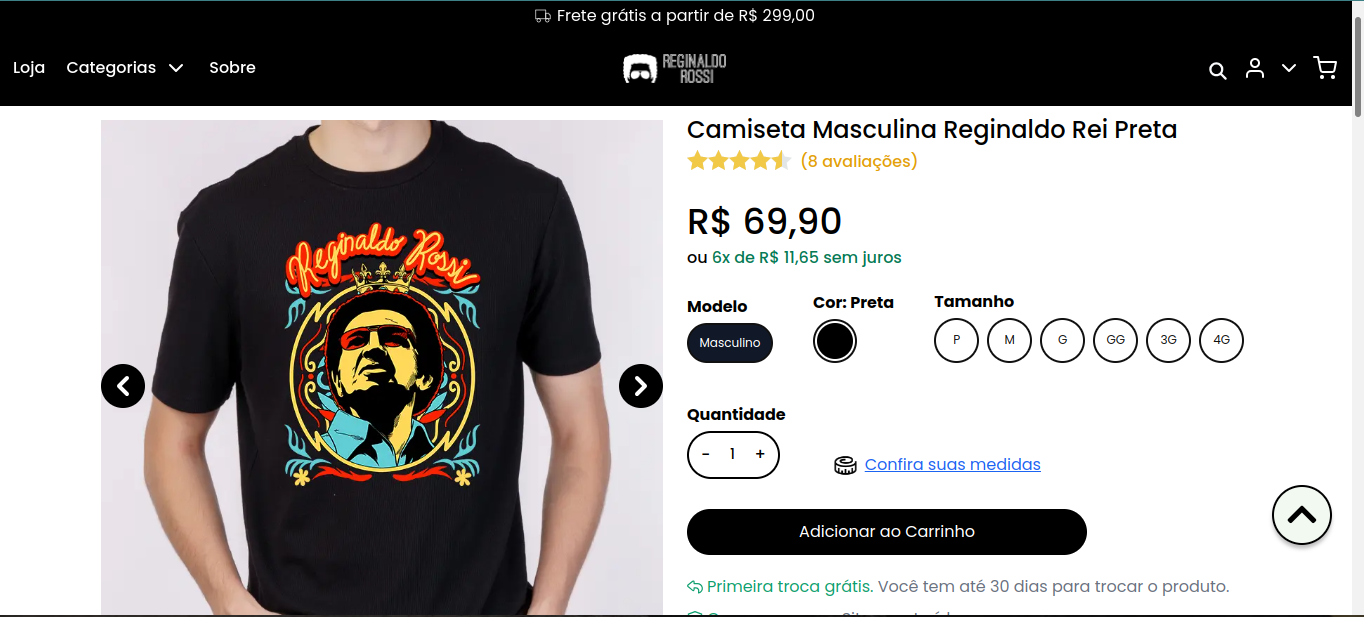 Frete grátis a partir de R$ 299,00
Loja Categorias Sobre
REGINALDO
ROSSI
Camiseta Masculina Reginaldo Rei Preta
(8 avaliações)
Reginaldo Rossi
R$ 69,90
ou 6x de R$ 11,65 sem juros
Modelo Cor: Preta Tamanho
Masculino P M G GG 3G 4G
Quantidade
- 1 +
Confira suas medidas
Adicionar ao Carrinho
Primeira troca grátis. Você tem até 30 dias para trocar o produto.